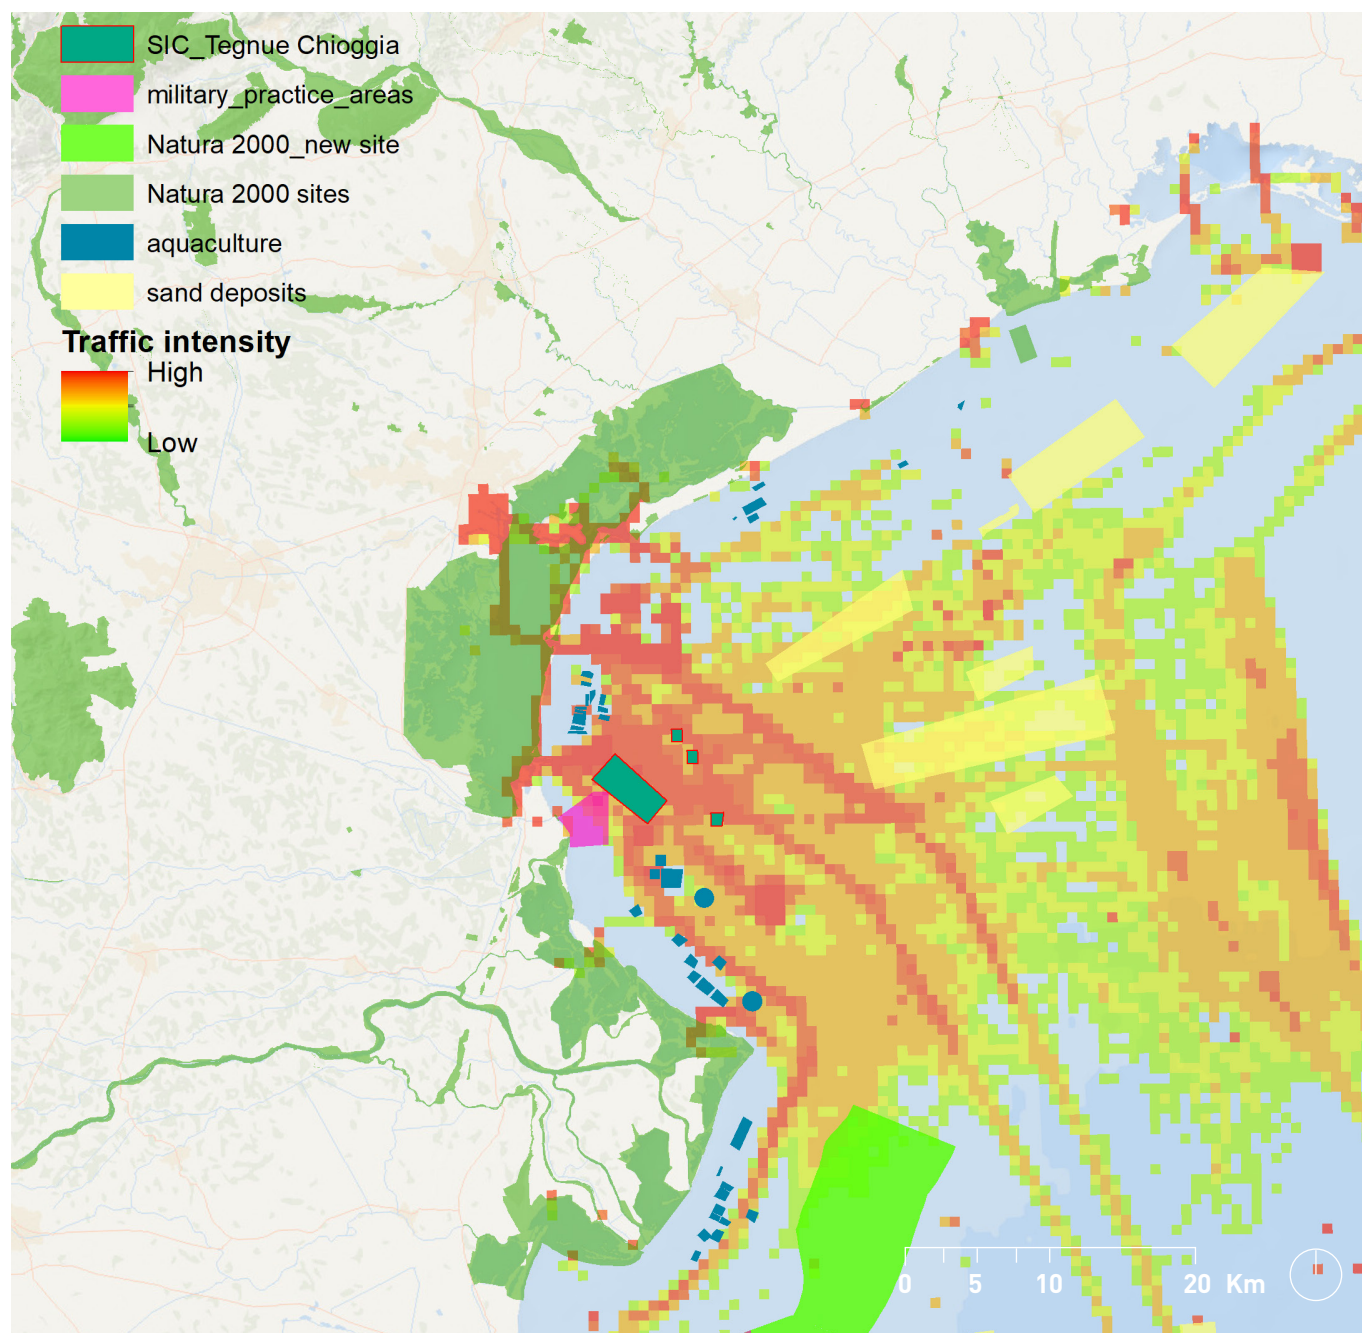 SIC_Tegnue Chioggia
military_practice_areas
Natura 2000_new site
Natura 2000 sites
aquaculture
sand deposits
Traffic intensity
High
Low
0 5 10 20 Km